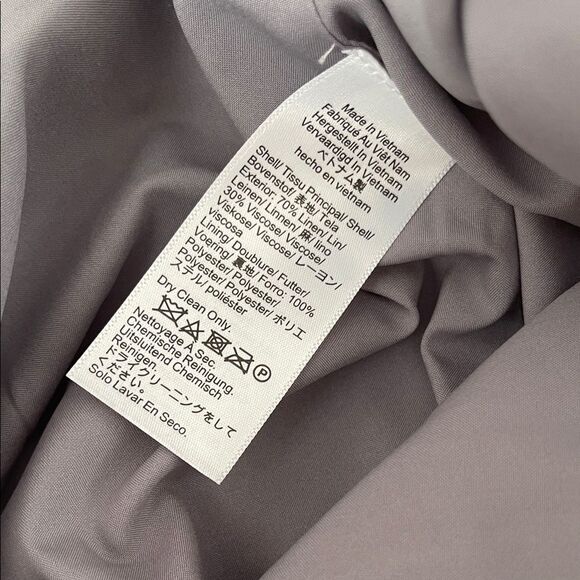 Made In Vietnam
Fabriqué Au Viêt Nam
Hergestellt In Vietnam
Vervaardigd In Vietnam
ベトナム製
hecho en vietnam
Shell/ Tissu Principal/ Shell/
Bovenstof/ 表地/ Tela
Exterior: 70% Linen/ Lin/
Leinen/ Linnen/ 麻/ lino
30% Viscose/ Viscose/
Viskose/ Viscose/ レーヨン/
viscosa
Lining/ Doublure/ Futter/
Voering/ 裏地/ Forro: 100%
Polyester/ Polyester/
Polyester/ Polyester/ ポリエ
ステル/ poliéster
Dry Clean Only.
P
Nettoyage À Sec.
Chemische Reinigung.
Uitsluitend Chemisch
Reinigen.
ドライクリーニングをして
ください。
Solo Lavar En Seco.